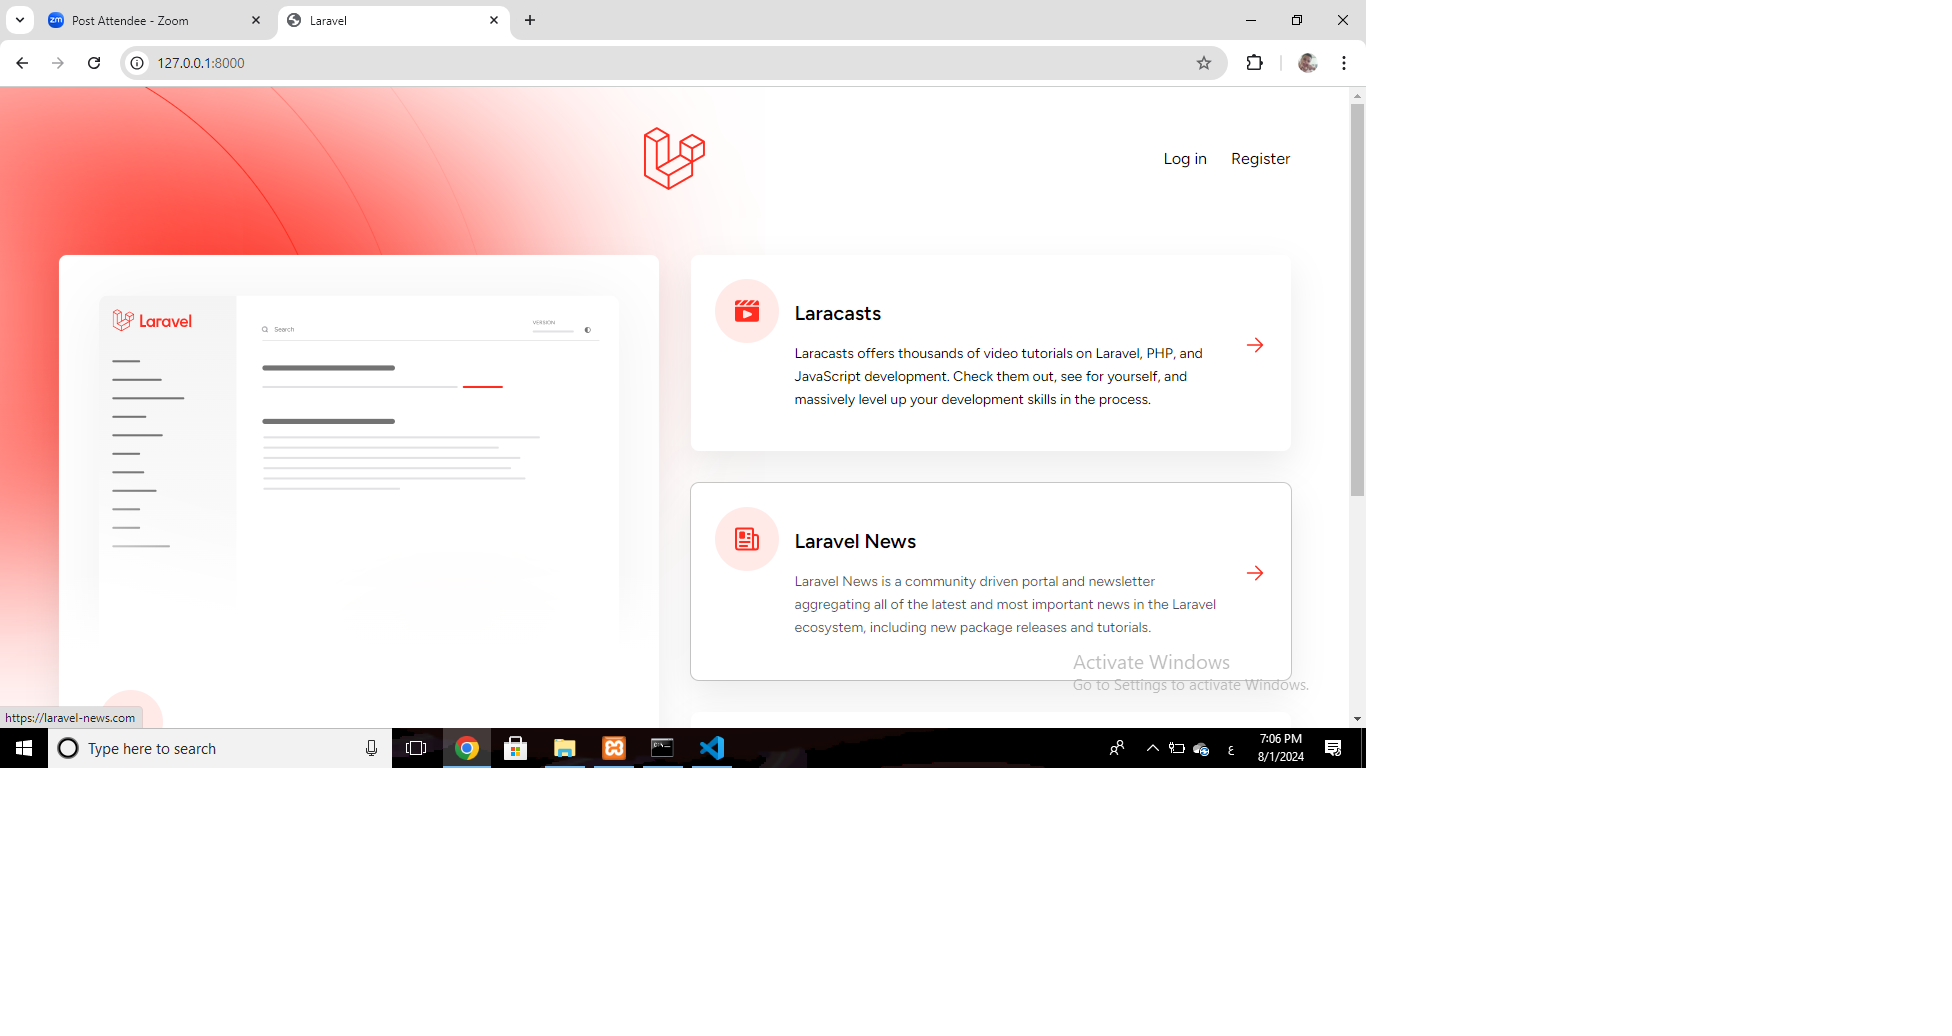 Post Attendee - Zoom
Laravel
127.0.0.1:8000
Log in
Register
Laravel
Search
VERSION
Laracasts
Laracasts offers thousands of video tutorials on Laravel, PHP, and
JavaScript development. Check them out, see for yourself, and
massively level up your development skills in the process.
Laravel News
Laravel News is a community driven portal and newsletter
aggregating all of the latest and most important news in the Laravel
ecosystem, including new package releases and tutorials.
Activate Windows
Go to Settings to activate Windows.
https://laravel-news.com
Type here to search
ع
7:06 PM
8/1/2024